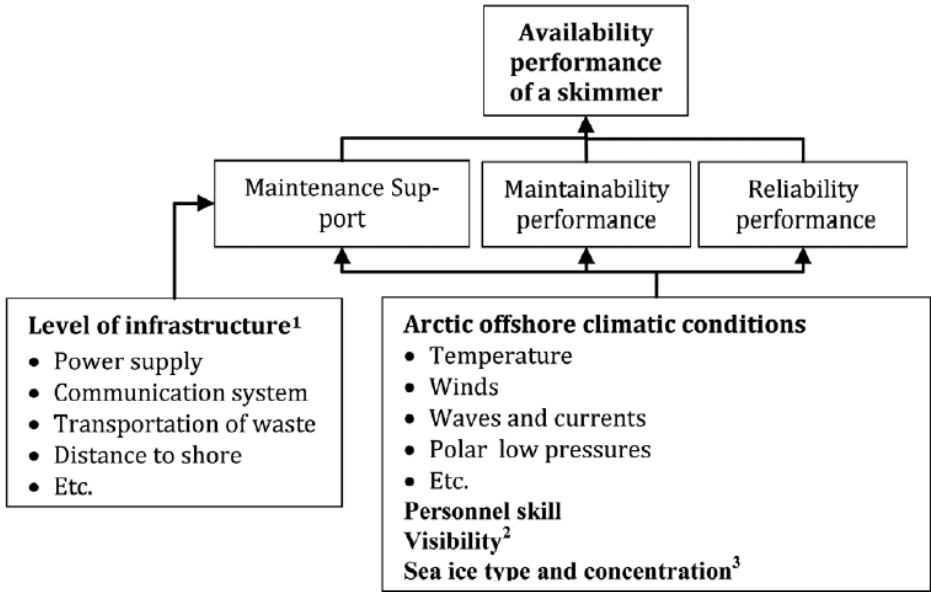 Availability
performance
of a skimmer
Maintenance Sup-
port
Maintainability
performance
Reliability
performance
Level of infrastructure¹
• Power supply
• Communication system
• Transportation of waste
• Distance to shore
• Etc.
Arctic offshore climatic conditions
• Temperature
• Winds
• Waves and currents
• Polar low pressures
• Etc.
Personnel skill
Visibility²
Sea ice type and concentration³